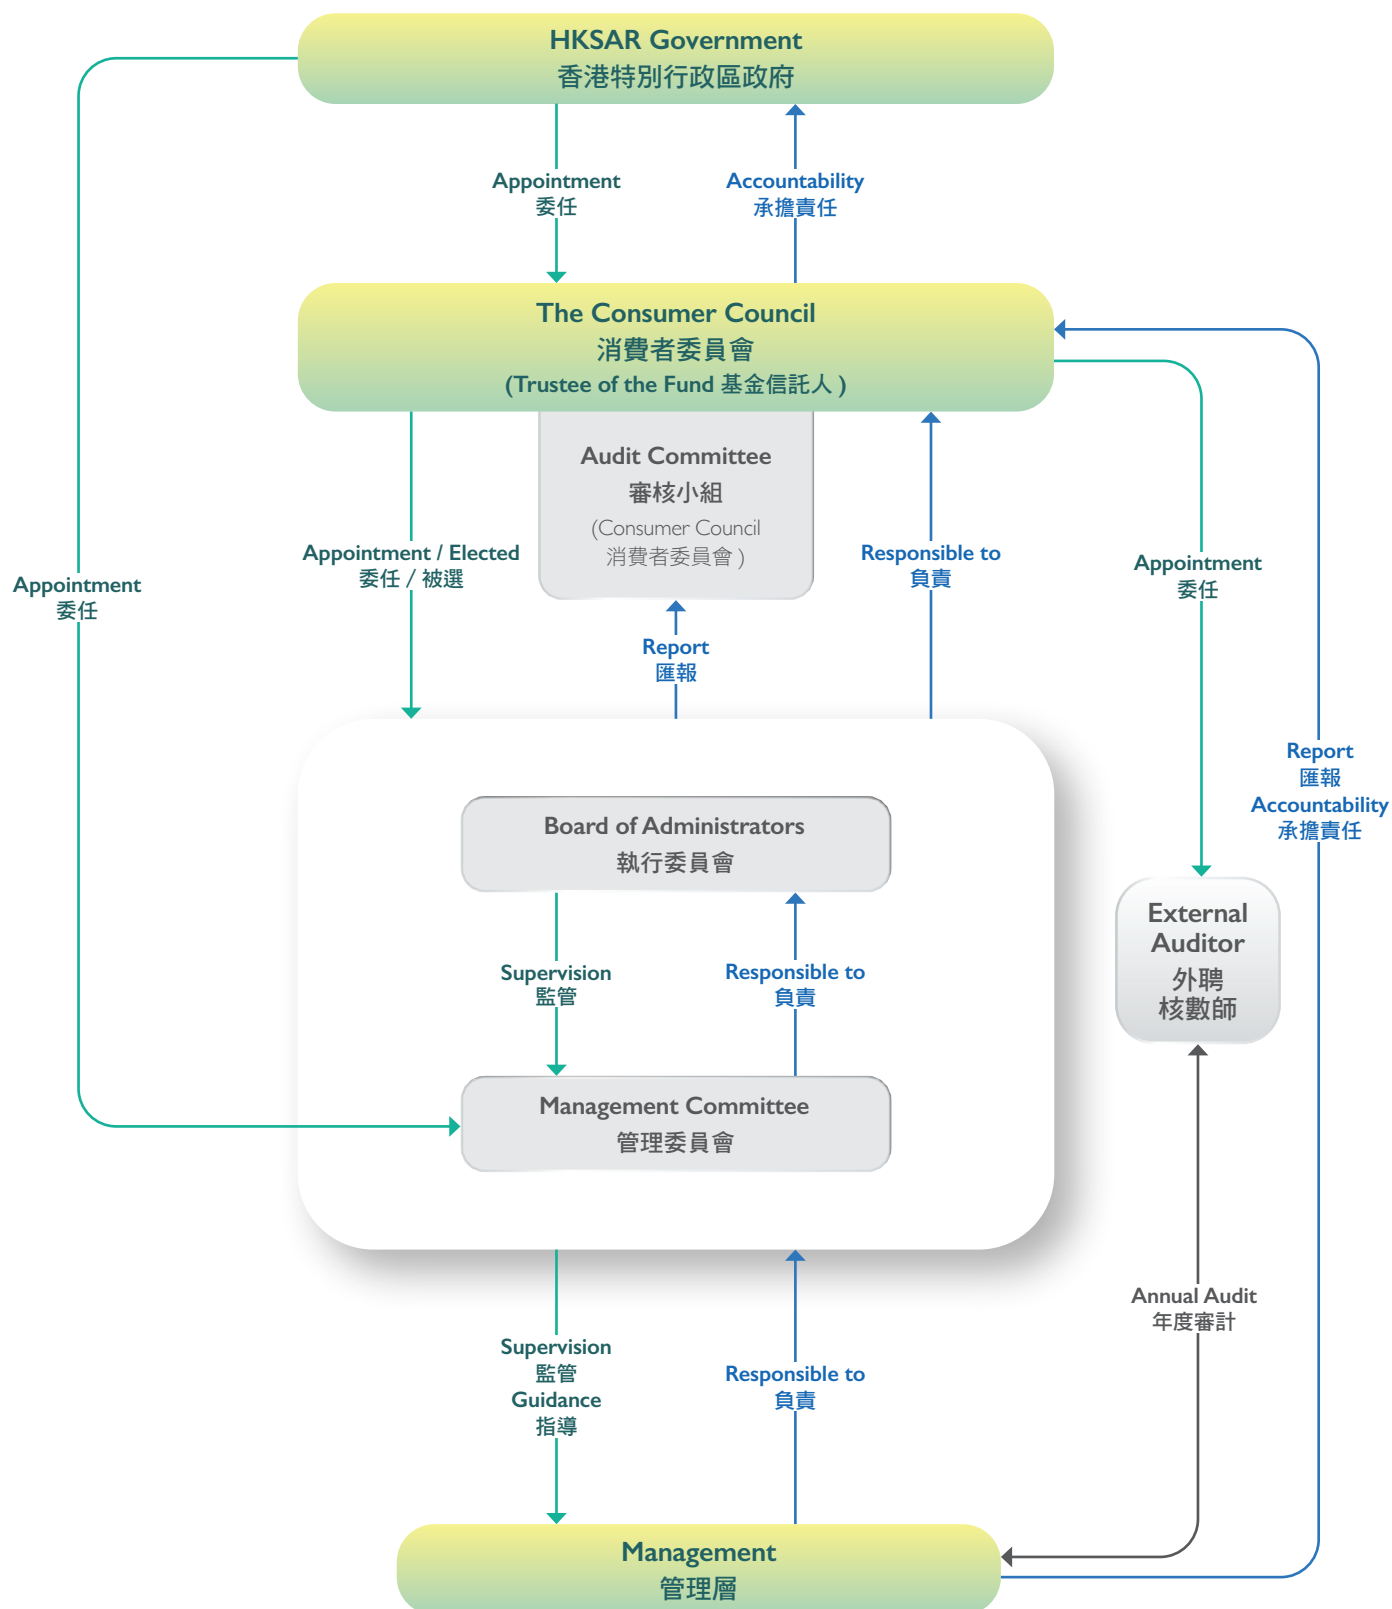 HKSAR Government
香港特別行政區政府
Appointment
委任
Accountability
承擔責任
The Consumer Council
消費者委員會
(Trustee of the Fund 基金信託人 )
Audit Committee
審核小組
(Consumer Council
消費者委員會 )
Appointment / Elected
委任 / 被選
Responsible to
負責
Appointment
委任
Appointment
委任
Report
匯報
Report
匯報
Accountability
承擔責任
Board of Administrators
執行委員會
External
Auditor
外聘
核數師
Supervision
監管
Responsible to
負責
Management Committee
管理委員會
Annual Audit
年度審計
Supervision
監管
Guidance
指導
Responsible to
負責
Management
管理層